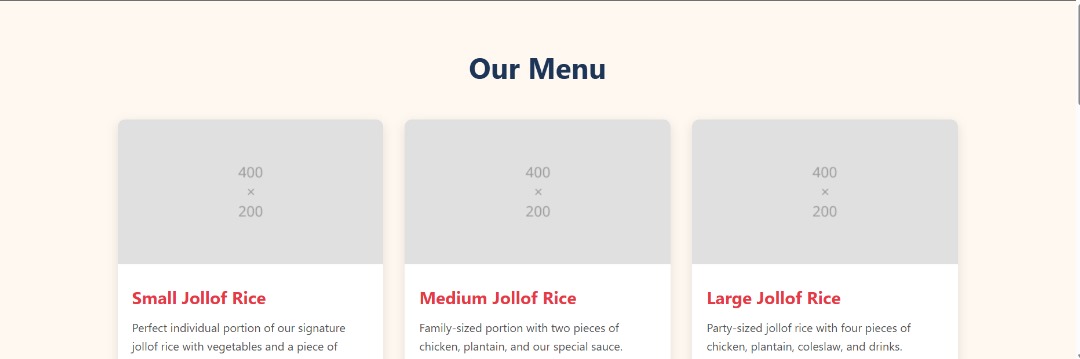 Our Menu
400
×
200
400
×
200
400
×
200
Small Jollof Rice
Perfect individual portion of our signature
jollof rice with vegetables and a piece of
Medium Jollof Rice
Family-sized portion with two pieces of
chicken, plantain, and our special sauce.
Large Jollof Rice
Party-sized jollof rice with four pieces of
chicken, plantain, coleslaw, and drinks.